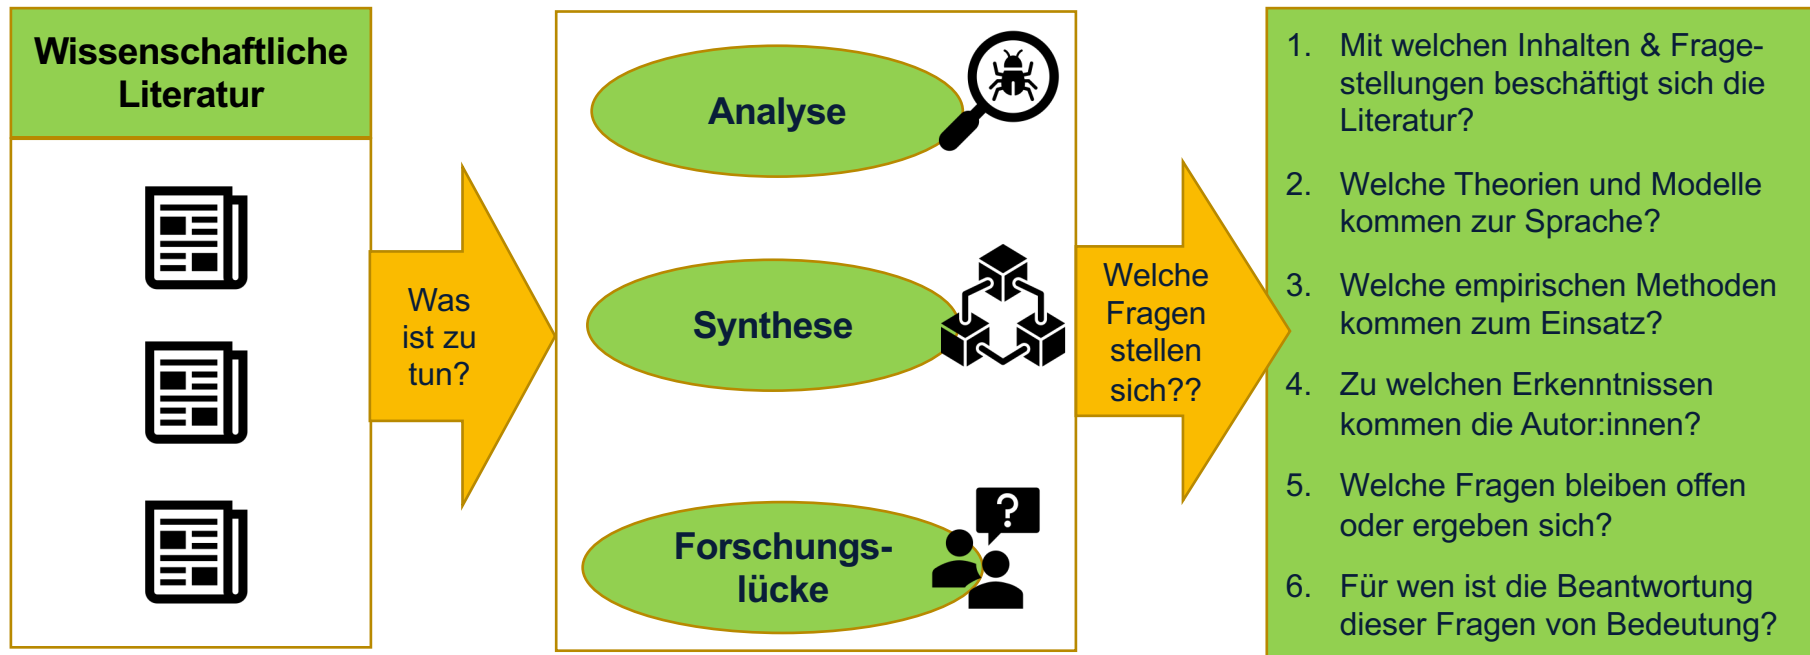 Wissenschaftliche
Literatur
Was
ist zu
tun?
Analyse
Synthese
?
Forschungs-
lücke
Welche
Fragen
stellen
sich??
1. Mit welchen Inhalten & Frage-
stellungen beschäftigt sich die
Literatur?
2. Welche Theorien und Modelle
kommen zur Sprache?
3. Welche empirischen Methoden
kommen zum Einsatz?
4. Zu welchen Erkenntnissen
kommen die Autor:innen?
5. Welche Fragen bleiben offen
oder ergeben sich?
6. Für wen ist die Beantwortung
dieser Fragen von Bedeutung?